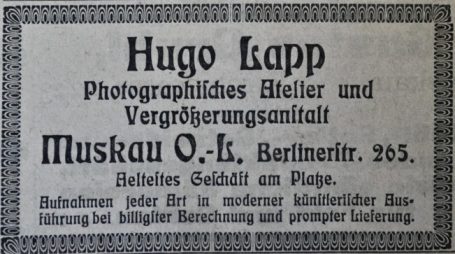 Hugo Lapp
Photographisches Atelier und
Vergrößerungsanstalt
Muskau O.-L. Berlinerstr. 265.
Aeltestes Geschäft am Platze.
Aufnahmen jeder Art in moderner künstlerischer Aus-
führung bei billigster Berechnung und prompter Lieferung.